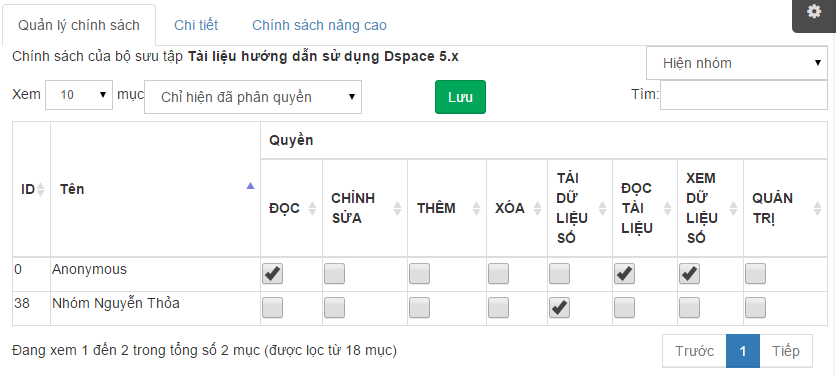 Quản lý chính sách Chi tiết Chính sách nâng cao
Chính sách của bộ sưu tập Tài liệu hướng dẫn sử dụng Dspace 5.x
Hiện nhóm
Xem 10 mục Chỉ hiện đã phân quyền Lưu Tìm:
ID Tên Quyền
ĐỌC CHỈNH SỬA THÊM XÓA TẢI DỮ LIỆU SỐ ĐỌC TÀI LIỆU XEM DỮ LIỆU SỐ QUẢN TRỊ
0 Anonymous
38 Nhóm Nguyễn Thỏa
Đang xem 1 đến 2 trong tổng số 2 mục (được lọc từ 18 mục)
Trước 1 Tiếp